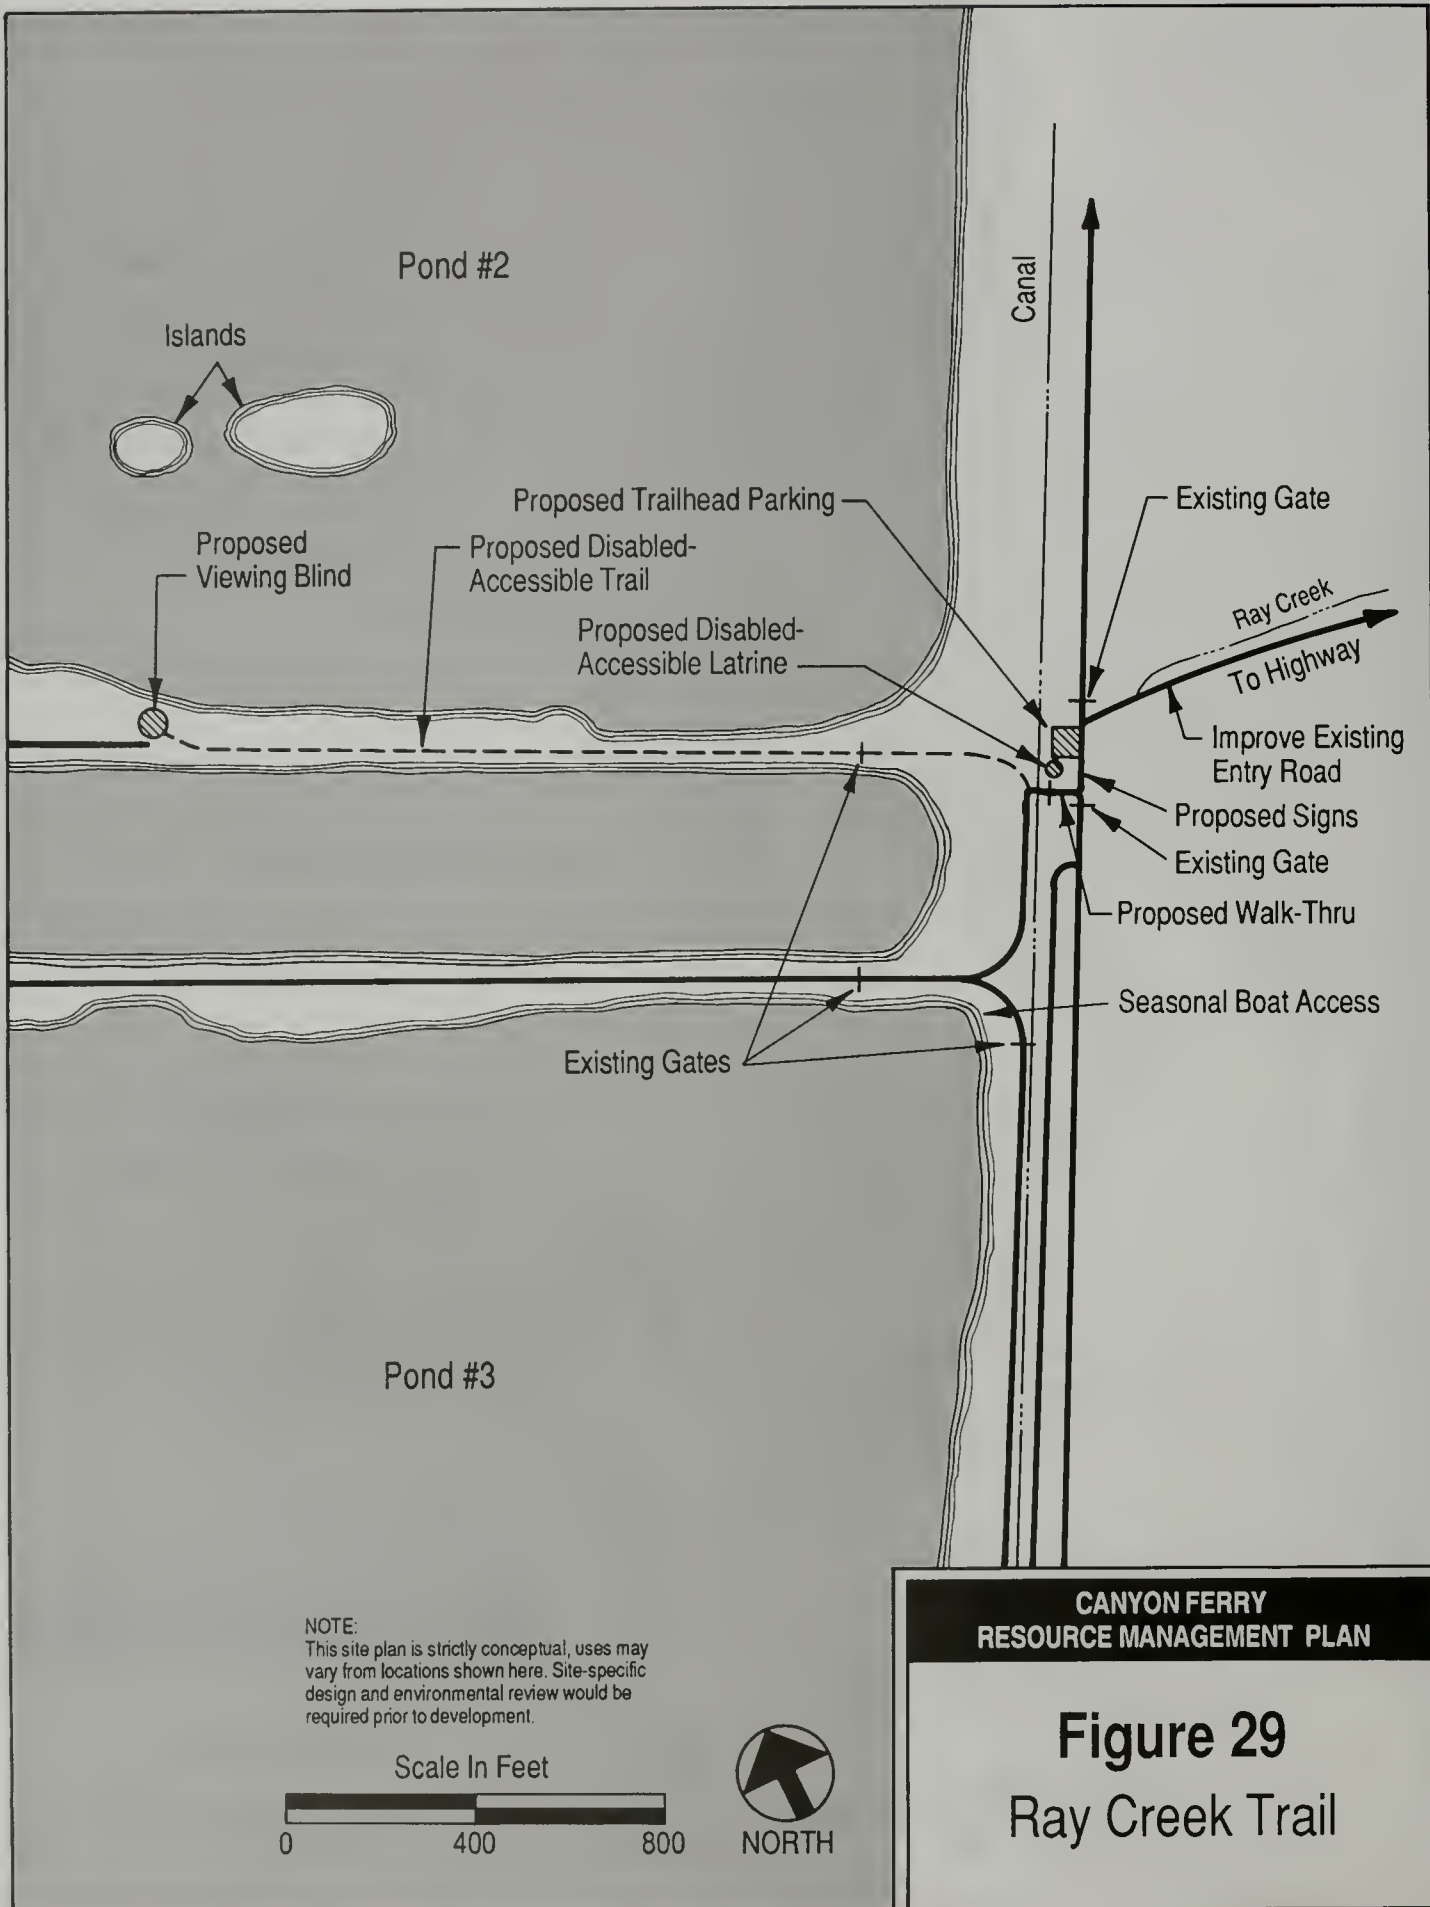 Pond #2
Islands
Canal
Proposed Trailhead Parking
Existing Gate
Proposed
Viewing Blind
Proposed Disabled-
Accessible Trail
Ray Creek
To Highway
Proposed Disabled-
Accessible Latrine
Improve Existing
Entry Road
Proposed Signs
Existing Gate
Proposed Walk-Thru
Seasonal Boat Access
Existing Gates
Pond #3
NOTE:
This site plan is strictly conceptual, uses may
vary from locations shown here. Site-specific
design and environmental review would be
required prior to development.
Scale In Feet
0 400 800
NORTH
CANYON FERRY
RESOURCE MANAGEMENT PLAN
Figure 29
Ray Creek Trail